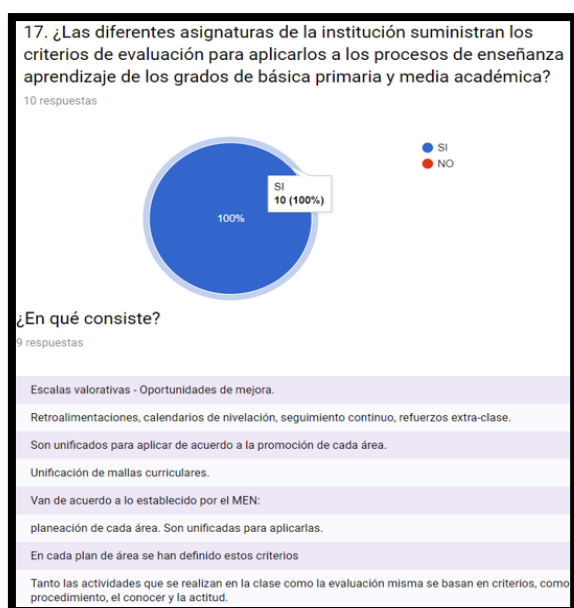 17. ¿Las diferentes asignaturas de la institución suministran los
criterios de evaluación para aplicarlos a los procesos de enseñanza
aprendizaje de los grados de básica primaria y media académica?
10 respuestas
SI
NO
SI
10 (100%)
100%
¿En qué consiste?
9 respuestas
Escalas valorativas - Oportunidades de mejora.
Retroalimentaciones, calendarios de nivelación, seguimiento continuo, refuerzos extra-clase.
Son unificados para aplicar de acuerdo a la promoción de cada área.
Unificación de mallas curriculares.
Van de acuerdo a lo establecido por el MEN:
planeación de cada área. Son unificadas para aplicarlas.
En cada plan de área se han definido estos criterios
Tanto las actividades que se realizan en la clase como la evaluación misma se basan en criterios, como
procedimiento, el conocer y la actitud.